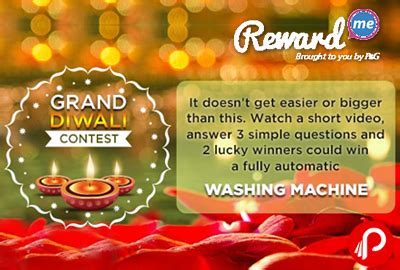 Reward me
Brought to you by P&G
GRAND
DIWALI
CONTEST
It doesn't get easier or bigger
than this. Watch a short video,
answer 3 simple questions and
2 lucky winners could win
a fully automatic
WASHING MACHINE